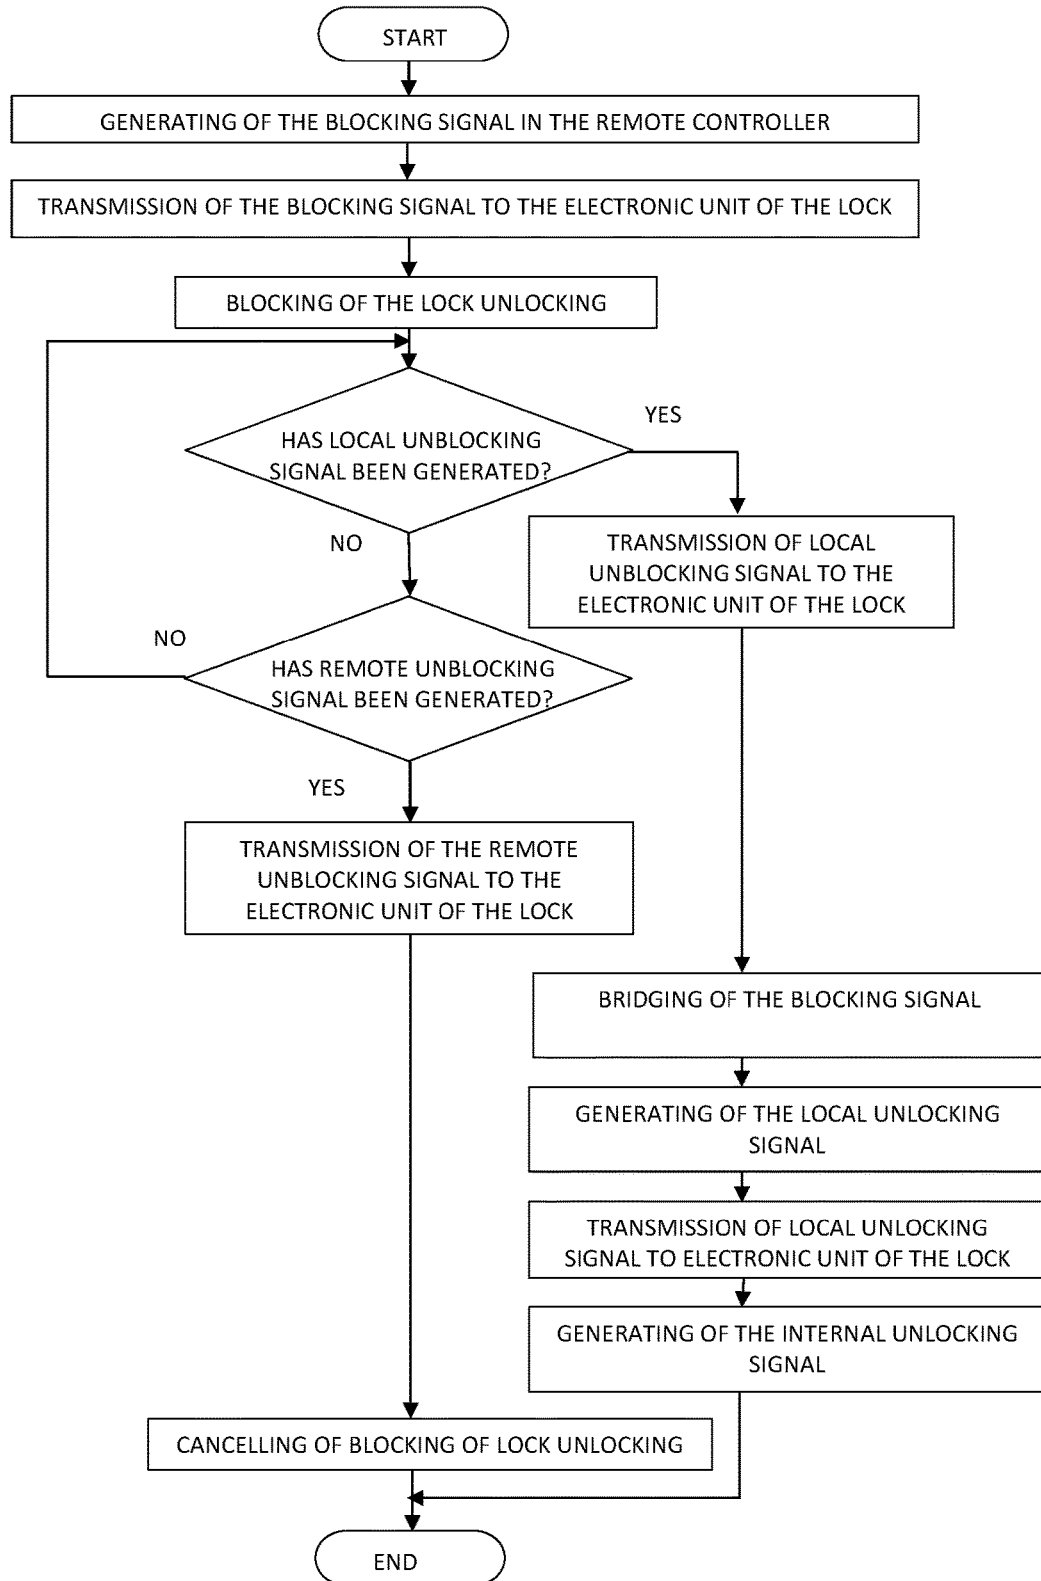 START
GENERATING OF THE BLOCKING SIGNAL IN THE REMOTE CONTROLLER
TRANSMISSION OF THE BLOCKING SIGNAL TO THE ELECTRONIC UNIT OF THE LOCK
BLOCKING OF THE LOCK UNLOCKING
YES
HAS LOCAL UNBLOCKING
SIGNAL BEEN GENERATED?
NO
TRANSMISSION OF LOCAL
UNBLOCKING SIGNAL TO THE
ELECTRONIC UNIT OF THE LOCK
NO
HAS REMOTE UNBLOCKING
SIGNAL BEEN GENERATED?
YES
TRANSMISSION OF THE REMOTE
UNBLOCKING SIGNAL TO THE
ELECTRONIC UNIT OF THE LOCK
BRIDGING OF THE BLOCKING SIGNAL
GENERATING OF THE LOCAL UNLOCKING
SIGNAL
TRANSMISSION OF LOCAL UNLOCKING
SIGNAL TO ELECTRONIC UNIT OF THE LOCK
GENERATING OF THE INTERNAL UNLOCKING
SIGNAL
CANCELLING OF BLOCKING OF LOCK UNLOCKING
END